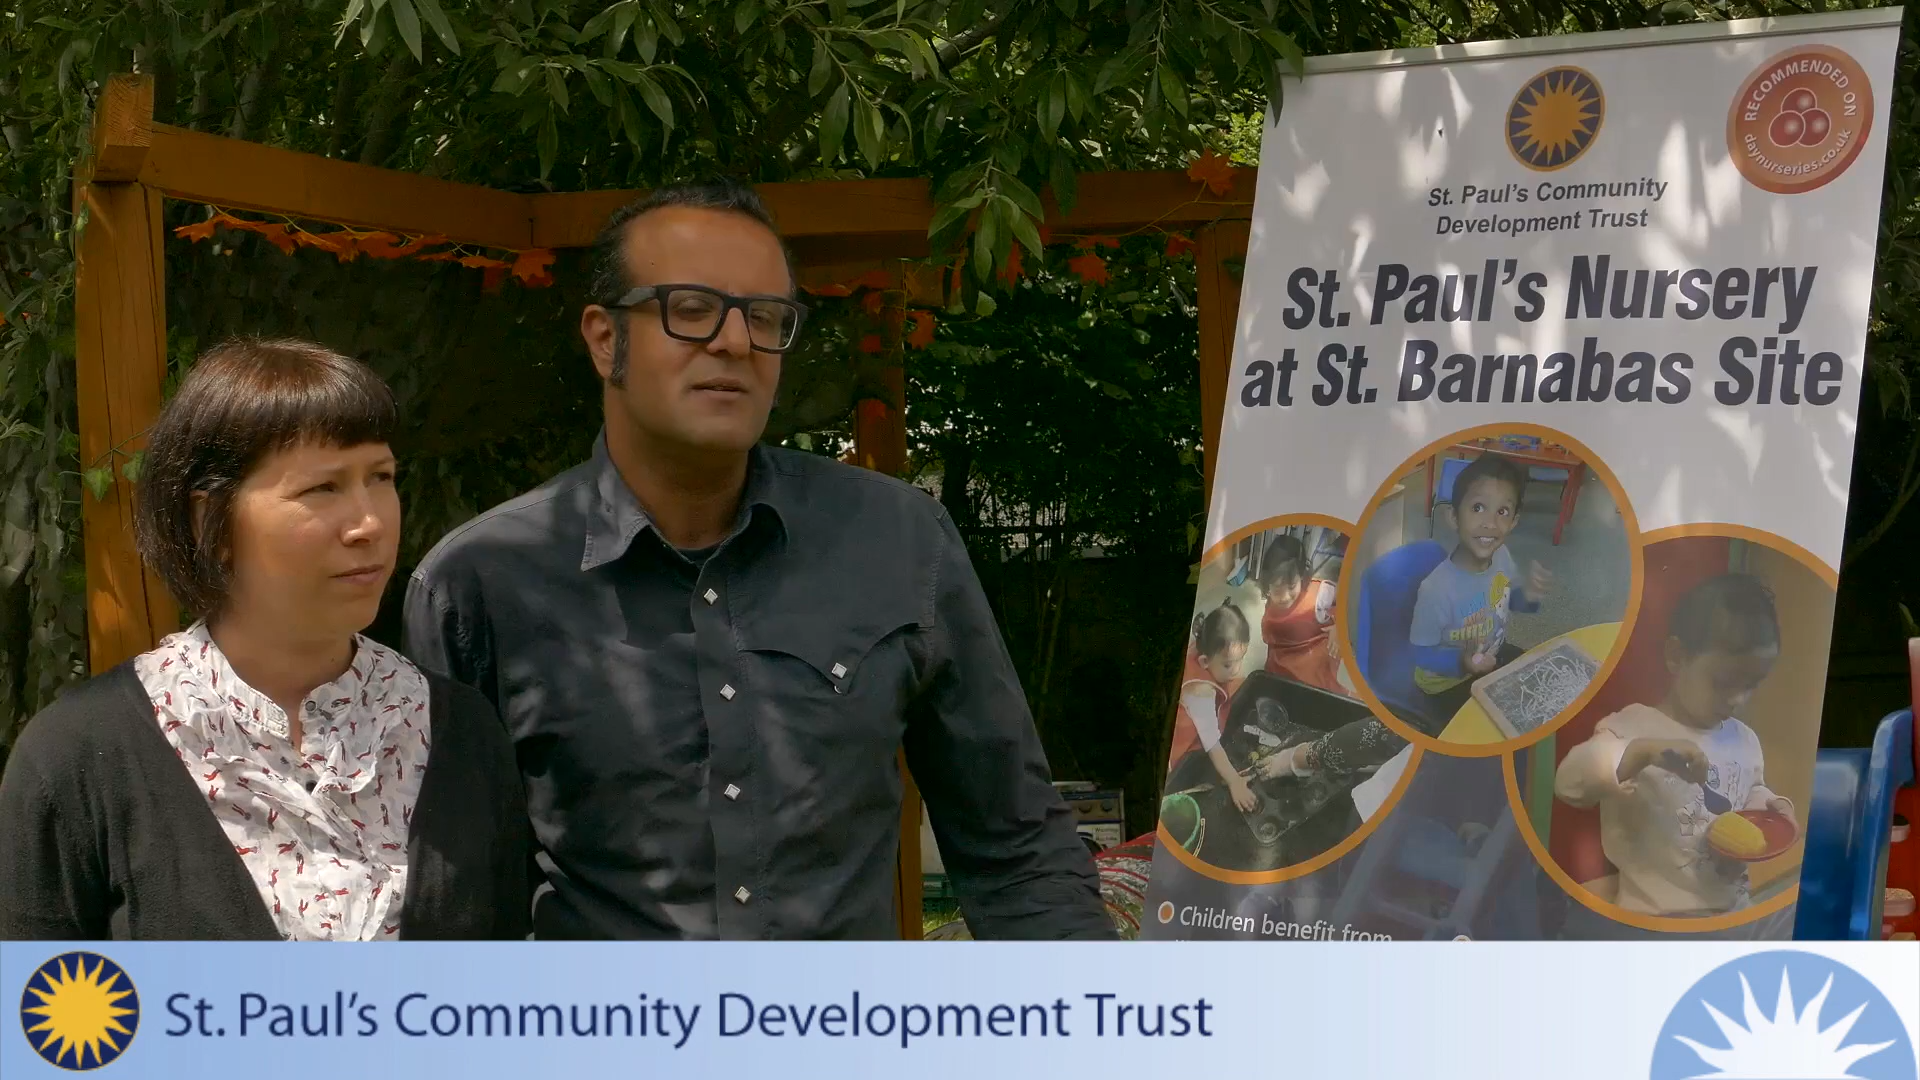 RECOMMENDED ON
daynurseries.co.uk
St. Paul's Community
Development Trust
St. Paul's Nursery
at St. Barnabas Site
BUILD
Children benefit from
St. Paul's Community Development Trust